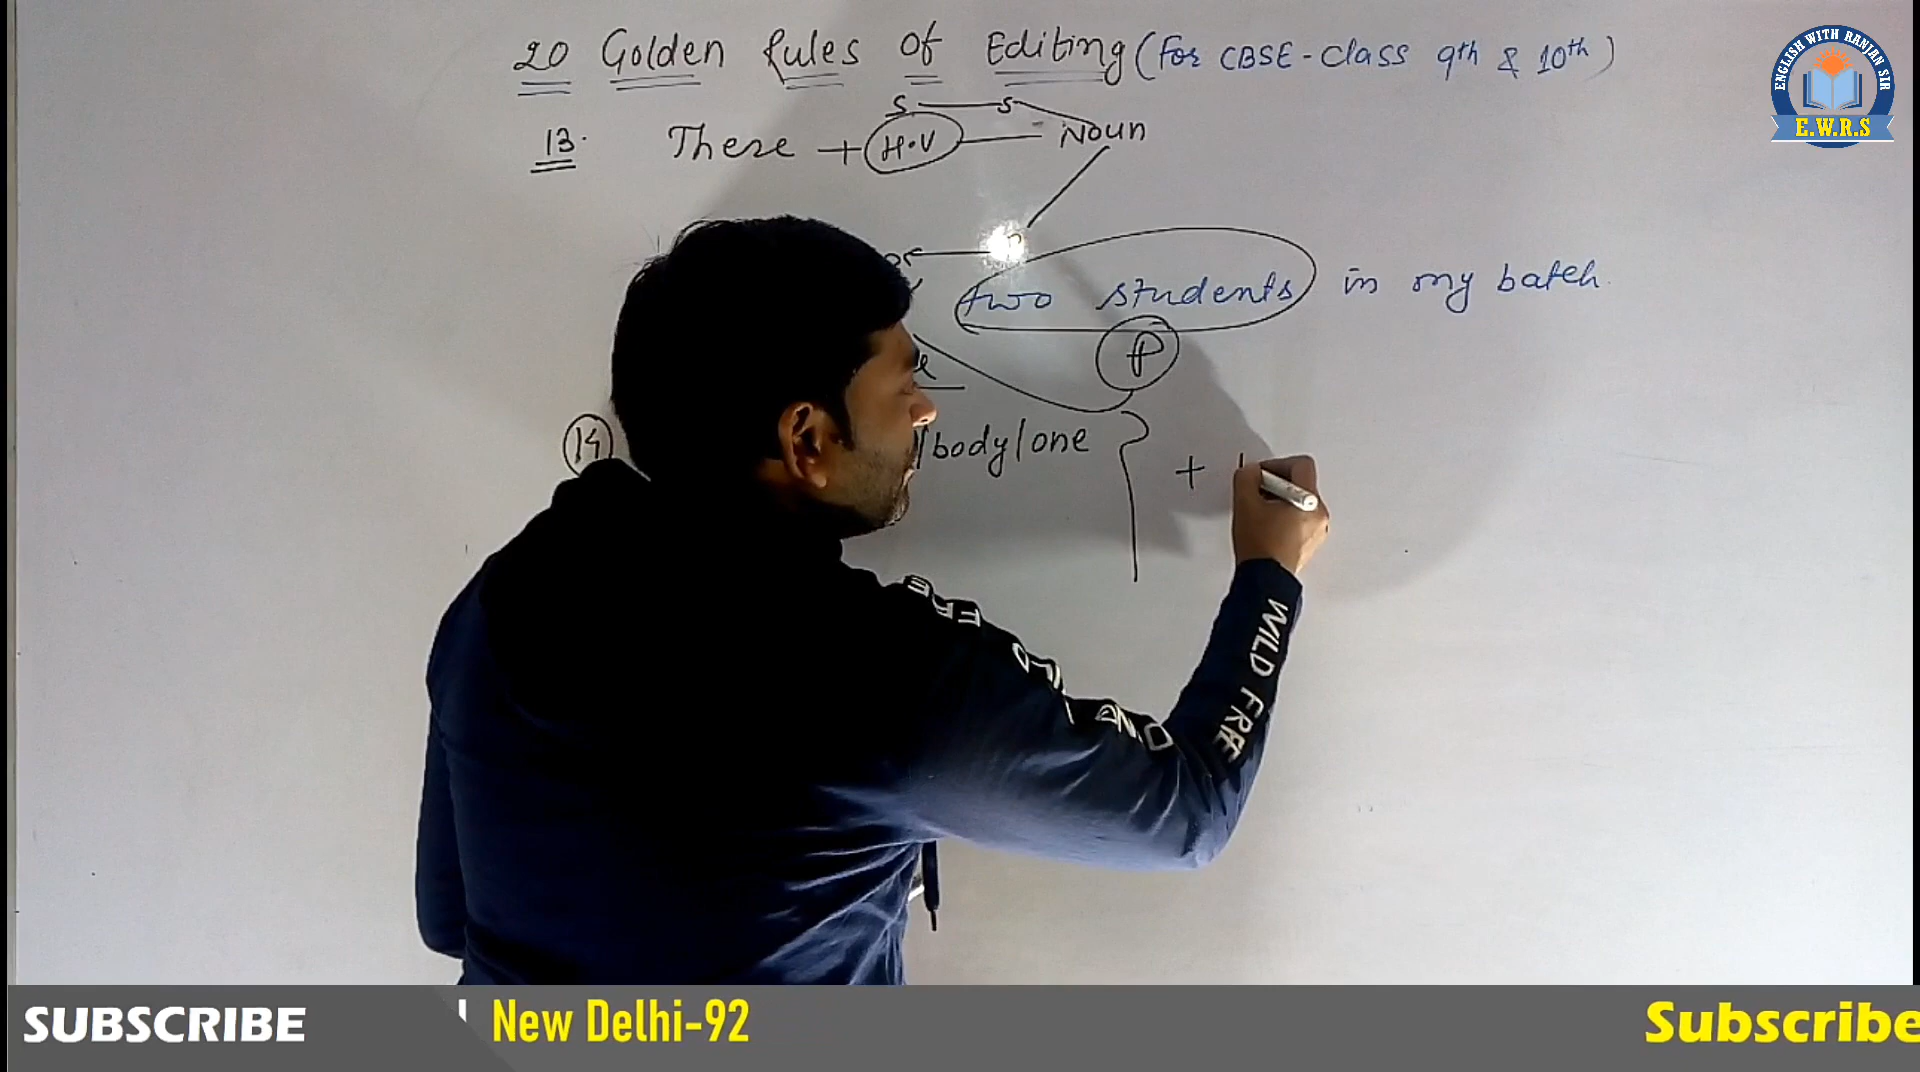 20 Golden Rules of Editing (For CBSE-Class 9th & 10th)
S S
13. There + H.V Noun
two students in my batch.
P
14 /body/one } +
ENGLISH WITH RANJAN SIR
E.W.R.S
WILD FREE
SUBSCRIBE New Delhi-92 Subscribe